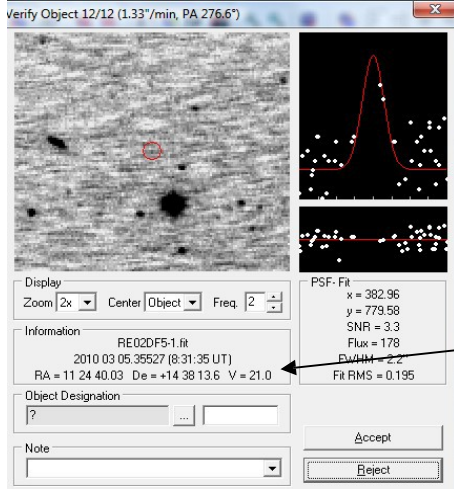 Verify Object 12/12 (1.33"/min, PA 276.6°)
Display
Zoom 2x Center Object Freq. 2
Information
RE02DF5-1.fit
2010 03 05.35527 (8:31:35 UT)
RA = 11 24 40.03 De = +14 38 13.6 V = 21.0
Object Designation
?
...
Note
PSF-Fit
x = 382.96
y = 779.58
SNR = 3.3
Flux = 178
FWHM = 2.2"
Fit RMS = 0.195
Accept
Reject